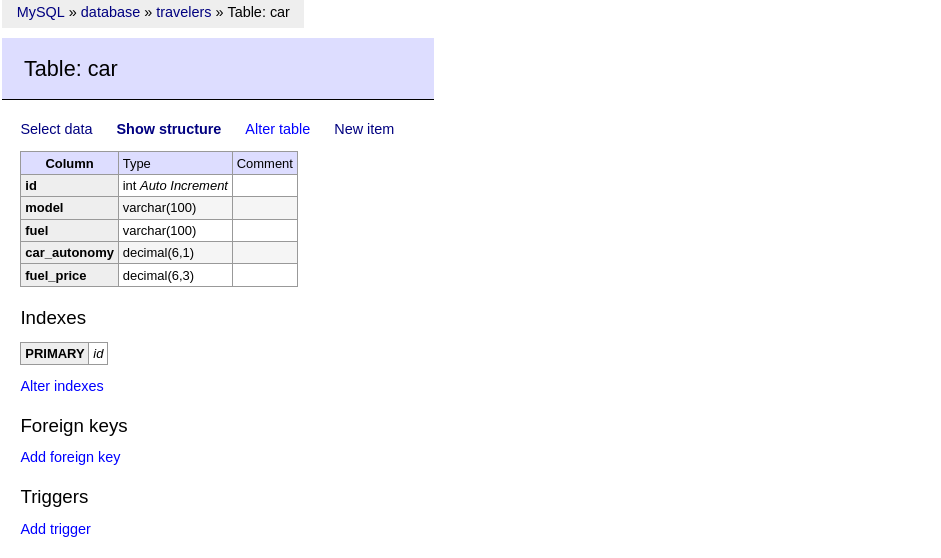 MySQL » database » travelers » Table: car
Table: car
Select data Show structure Alter table New item
Column Type Comment
id int Auto Increment
model varchar(100)
fuel varchar(100)
car_autonomy decimal(6,1)
fuel_price decimal(6,3)
Indexes
PRIMARY id
Alter indexes
Foreign keys
Add foreign key
Triggers
Add trigger